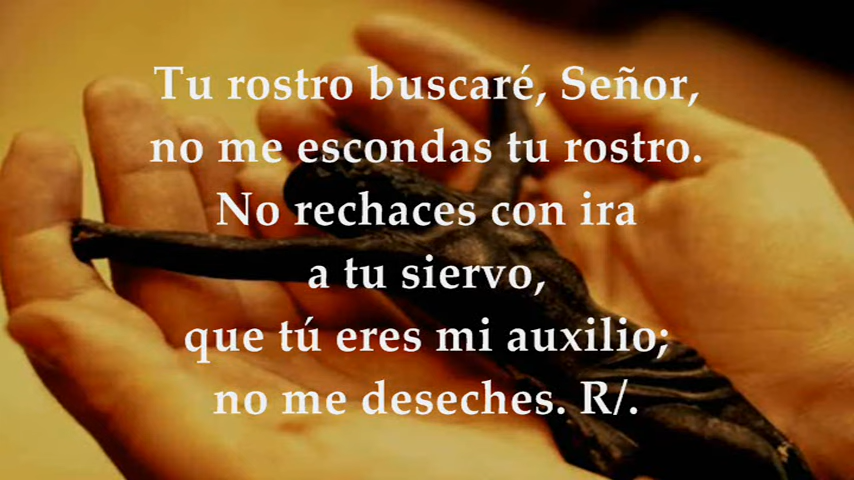 Tu rostro buscaré, Señor,
no me escondas tu rostro.
No rechaces con ira
a tu siervo,
que tú eres mi auxilio;
no me deseches. R/.